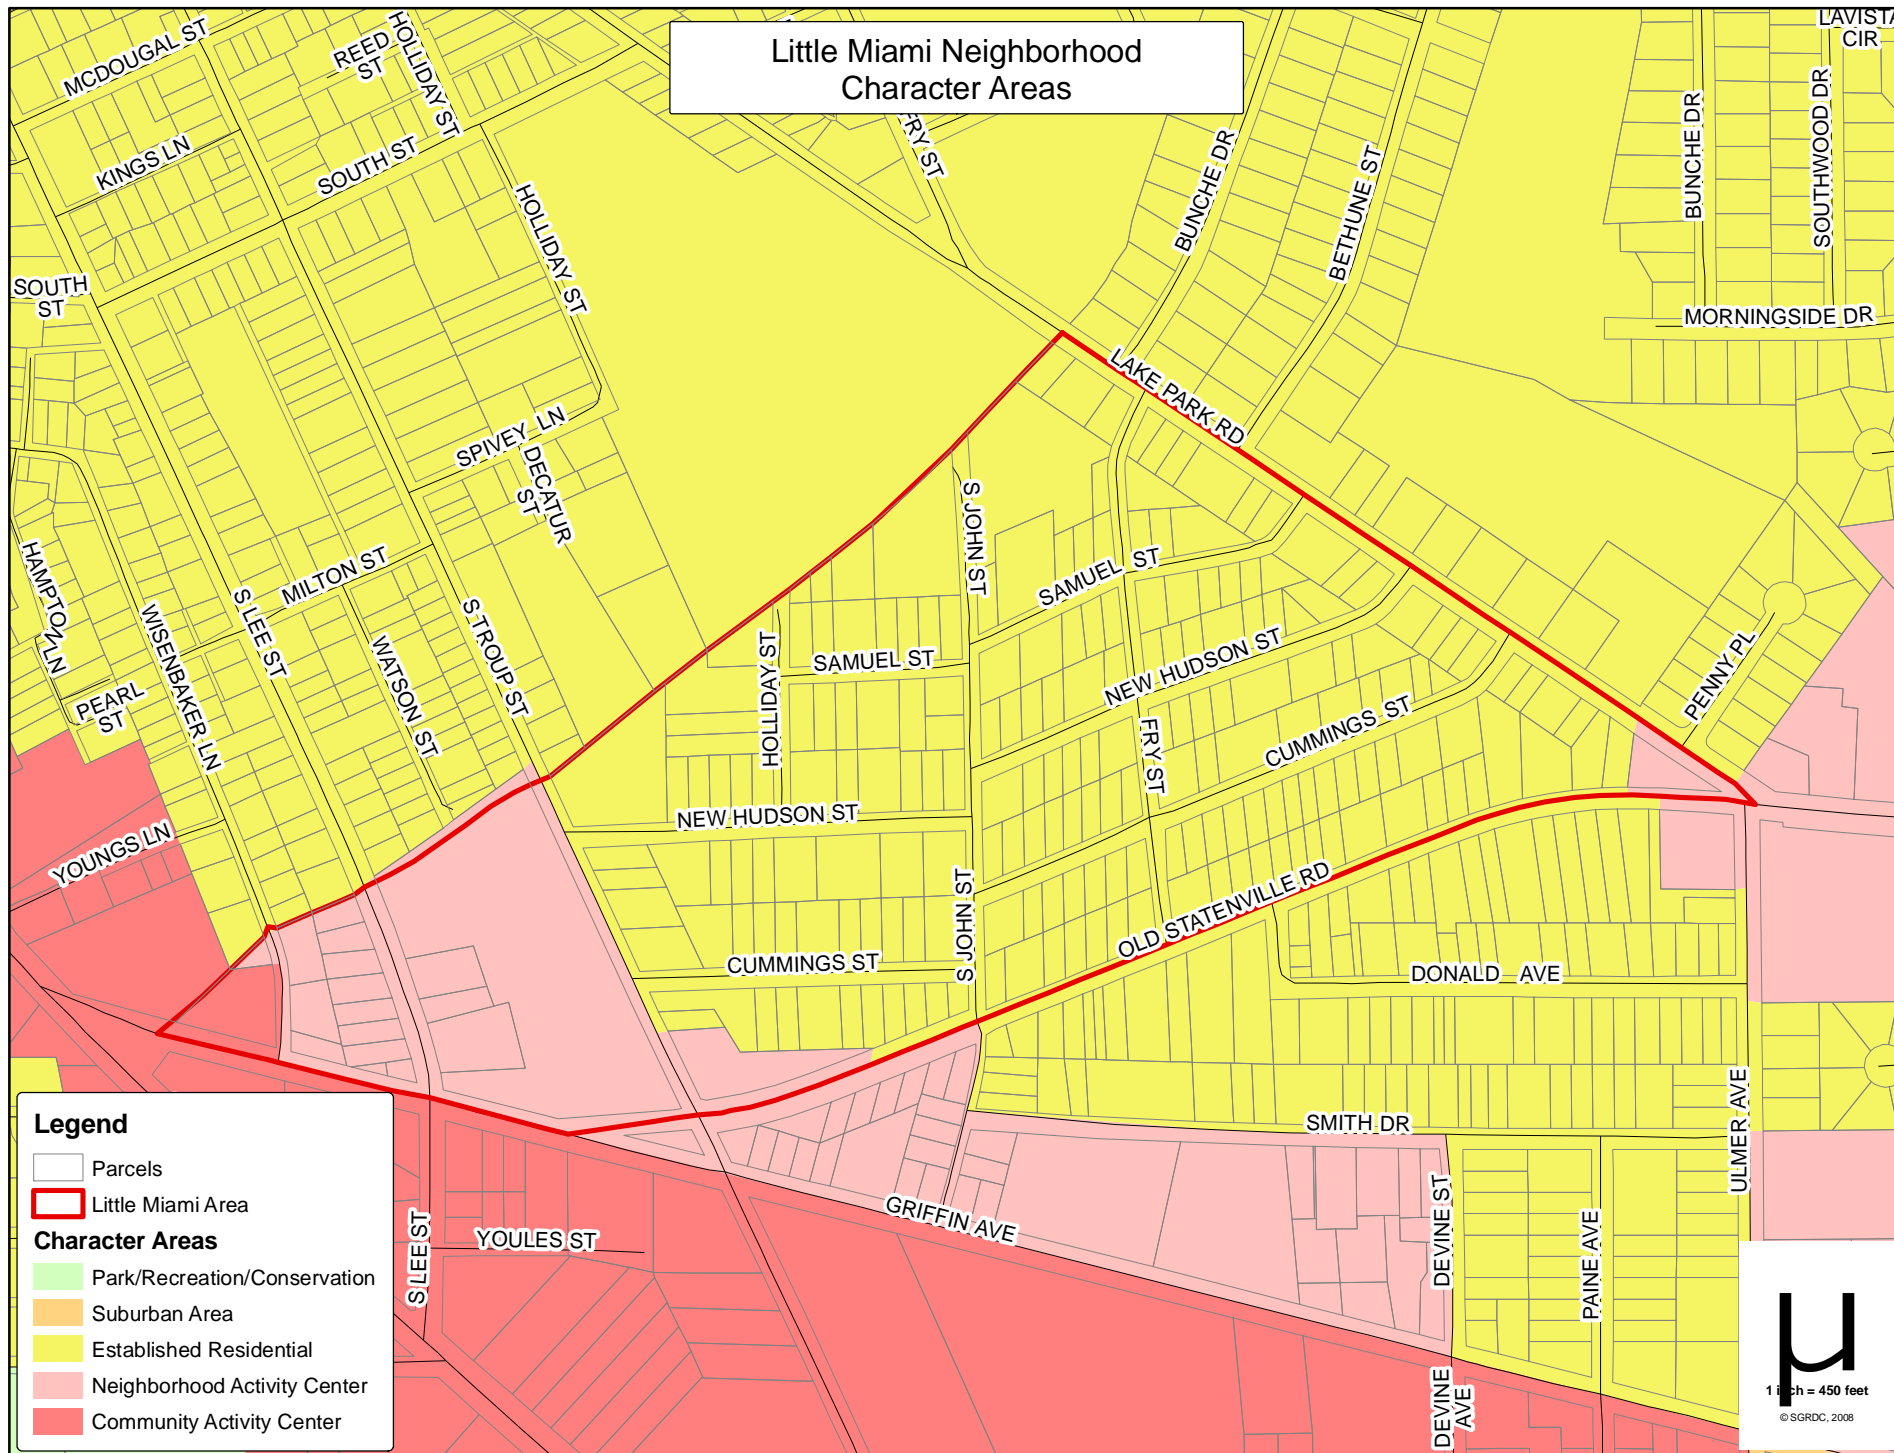 Little Miami Neighborhood
Character Areas
LAVISTA
CIR
MCDOUGAL ST
REED
ST
HOLLIDAY ST
KINGS LN
SOUTH ST
FRY ST
BUNCHE DR
BETHUNE ST
BUNCHE DR
SOUTHWOOD DR
HOLLIDAY ST
SOUTH
ST
MORNINGSIDE DR
LAKE PARK RD
SPIVEY LN
DECATUR
ST
S JOHN ST
HAMPTON LN
MILTON ST
SAMUEL ST
WISENBAKER LN
S LEE ST
WATSON ST
S TROUP ST
HOLLIDAY ST
SAMUEL ST
NEW HUDSON ST
PENNY PL
PEARL
ST
FRY ST
CUMMINGS ST
NEW HUDSON ST
YOUNGS LN
S JOHN ST
OLD STATENVILLE RD
CUMMINGS ST
DONALD AVE
SMITH DR
ULMER AVE
GRIFFIN AVE
DEVINE ST
PAINE AVE
S LEE ST
YOULES ST
DEVINE
AVE
Legend
Parcels
Little Miami Area
Character Areas
Park/Recreation/Conservation
Suburban Area
Established Residential
Neighborhood Activity Center
Community Activity Center
µ
1 inch = 450 feet
© SGRDC, 2008